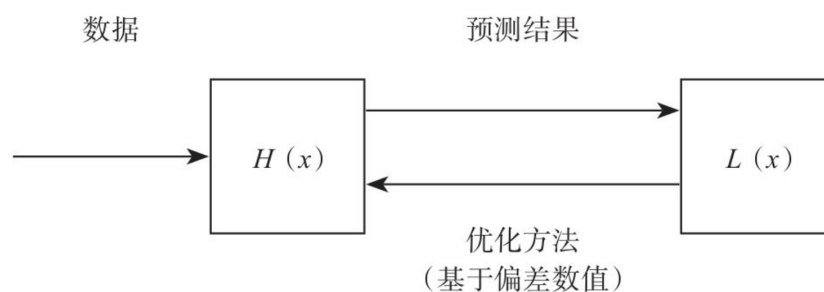 数据
预测结果
H（x）
L（x）
优化方法
（基于偏差数值）